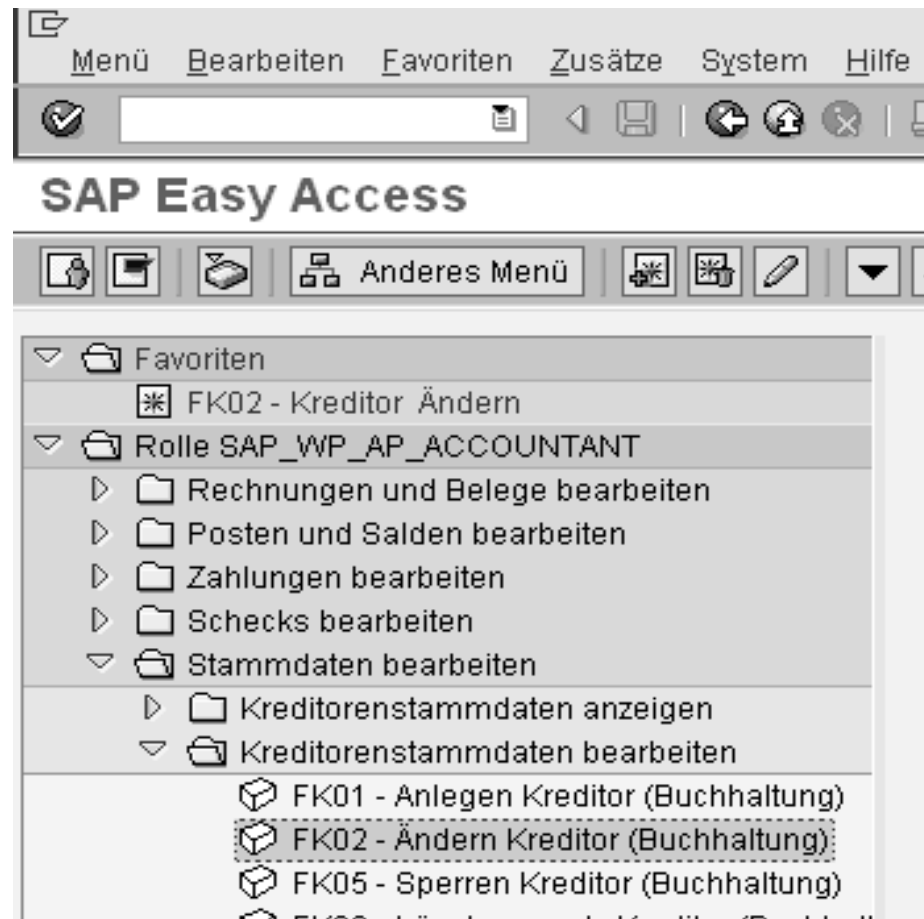 Menü Bearbeiten Favoriten Zusätze System Hilfe
SAP Easy Access
Anderes Menü
Favoriten
FK02 - Kreditor Ändern
Rolle SAP_WP_AP_ACCOUNTANT
Rechnungen und Belege bearbeiten
Posten und Salden bearbeiten
Zahlungen bearbeiten
Schecks bearbeiten
Stammdaten bearbeiten
Kreditorenstammdaten anzeigen
Kreditorenstammdaten bearbeiten
FK01 - Anlegen Kreditor (Buchhaltung)
FK02 - Ändern Kreditor (Buchhaltung)
FK05 - Sperren Kreditor (Buchhaltung)